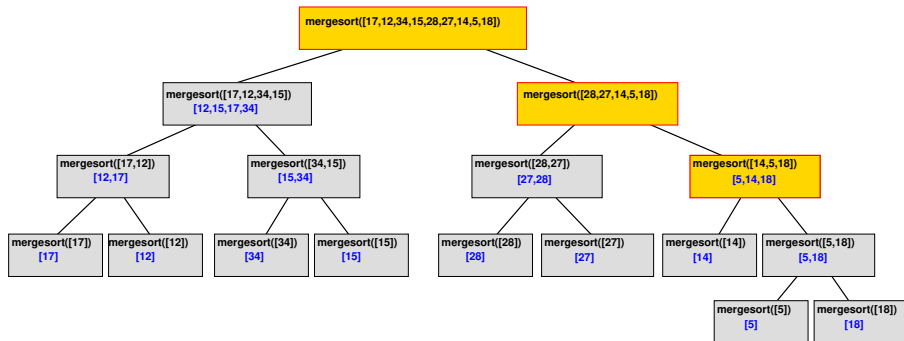 mergesort([17,12,34,15,28,27,14,5,18])
mergesort([17,12,34,15])
[12,15,17,34]
mergesort([28,27,14,5,18])
mergesort([17,12])
[12,17]
mergesort([34,15])
[15,34]
mergesort([28,27])
[27,28]
mergesort([14,5,18])
[5,14,18]
mergesort([17])
[17]
mergesort([12])
[12]
mergesort([34])
[34]
mergesort([15])
[15]
mergesort([28])
[28]
mergesort([27])
[27]
mergesort([14])
[14]
mergesort([5,18])
[5,18]
mergesort([5])
[5]
mergesort([18])
[18]